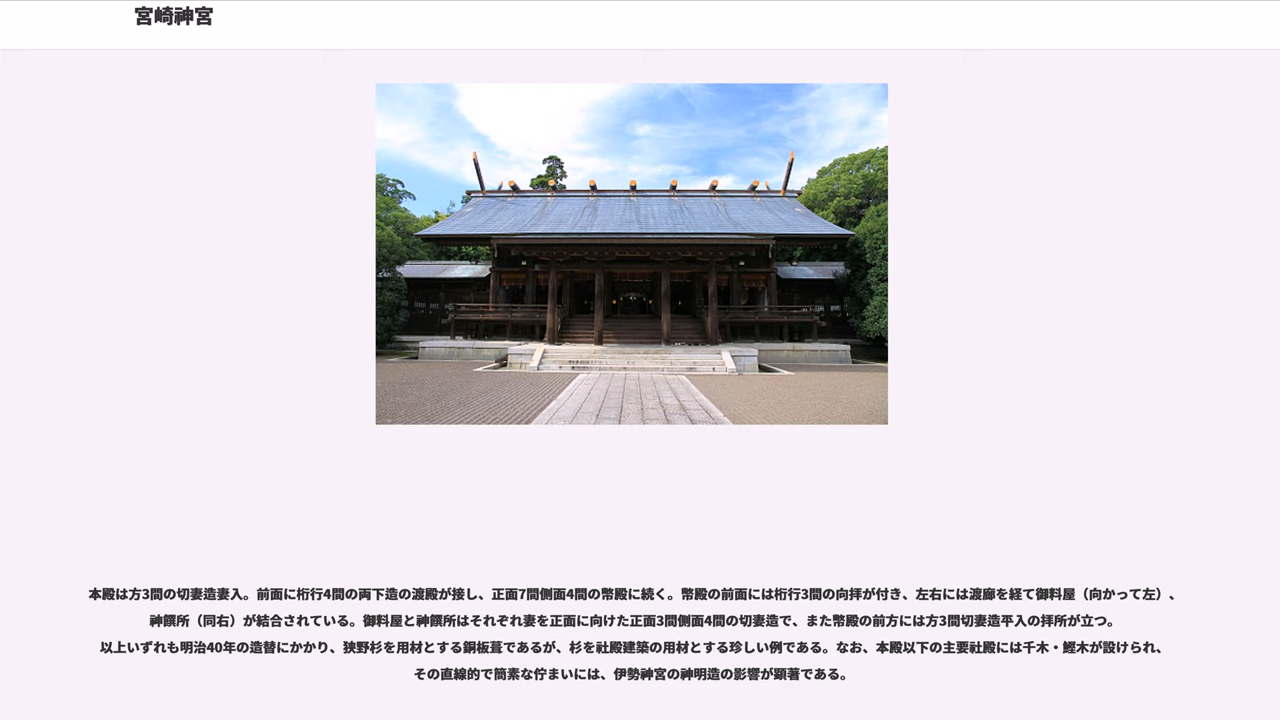 宮崎神宮
本殿は方3間の切妻造妻入。前面に桁行4間の両下造の渡殿が接し、正面7間側面4間の幣殿に続く。幣殿の前面には桁行3間の向拝が付き、左右には渡廊を経て御料屋（向かって左）、
神饌所（同右）が結合されている。御料屋と神饌所はそれぞれ妻を正面に向けた正面3間側面4間の切妻造で、また幣殿の前方には方3間切妻造平入の拝所が立つ。
以上いずれも明治40年の造替にかかり、狭野杉を用材とする銅板葺であるが、杉を社殿建築の用材とする珍しい例である。なお、本殿以下の主要社殿には千木・鰹木が設けられ、
その直線的で簡素な佇まいには、伊勢神宮の神明造の影響が顕著である。